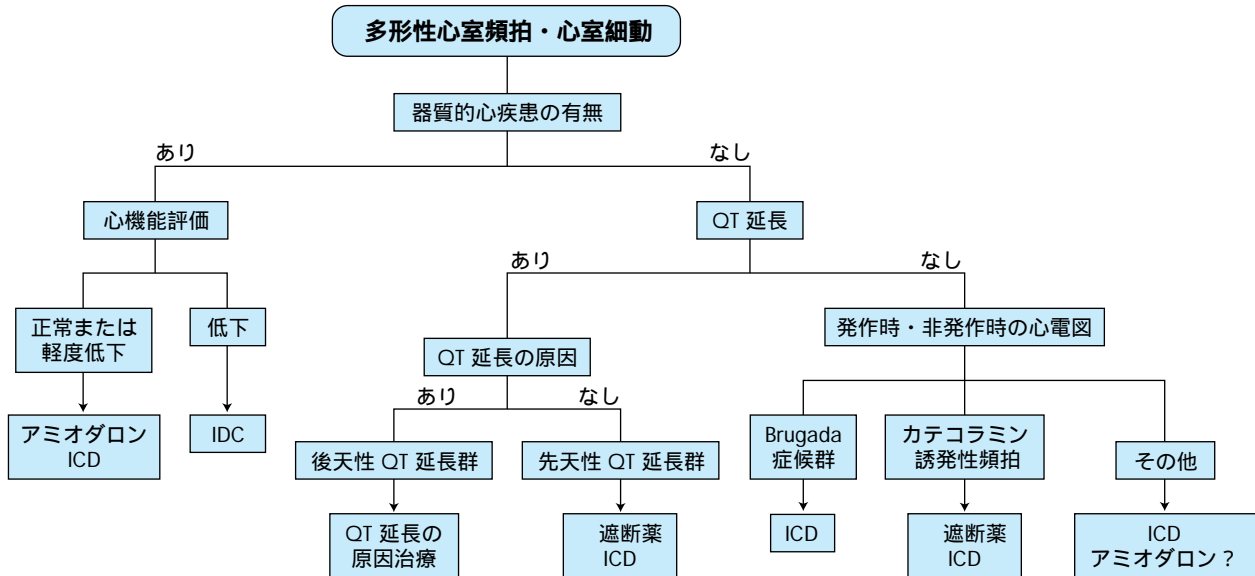 多形性心室頻拍・心室細動
器質的心疾患の有無
あり
なし
心機能評価
QT 延長
あり
なし
正常または
軽度低下
低下
発作時・非発作時の心電図
QT 延長の原因
あり
なし
アミオダロン
ICD
IDC
後天性 QT 延長群
先天性 QT 延長群
Brugada
症候群
カテコラミン
誘発性頻拍
その他
QT 延長の
原因治療
遮断薬
ICD
ICD
遮断薬
ICD
ICD
アミオダロン?